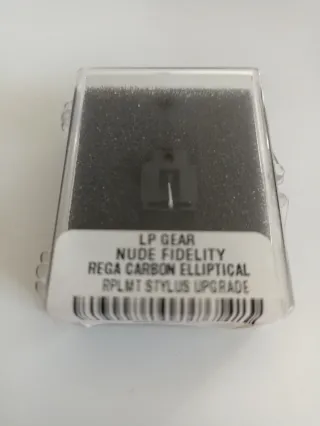 LP GEAR
NUDE FIDELITY
REGA CARBON ELLIPTICAL
RPLMT STYLUS UPGRADE